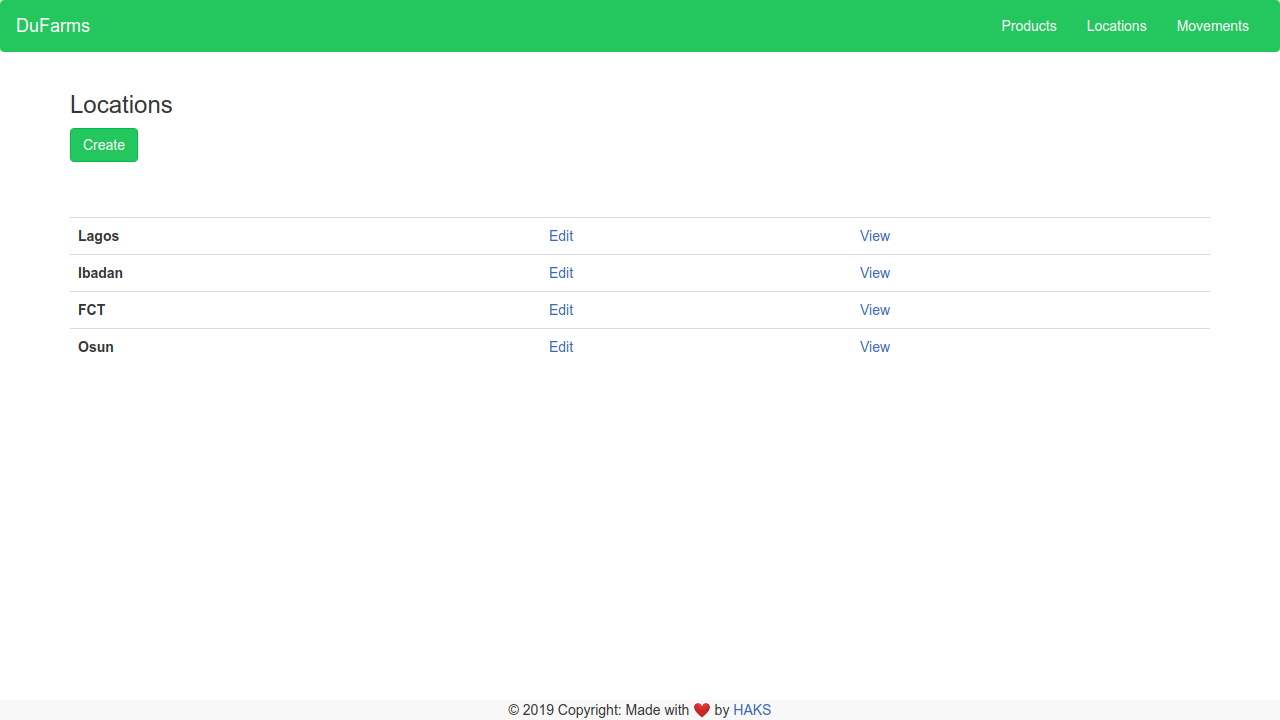 DuFarms Products Locations Movements
Locations
Create
Lagos Edit View
Ibadan Edit View
FCT Edit View
Osun Edit View
© 2019 Copyright: Made with ❤️ by HAKS